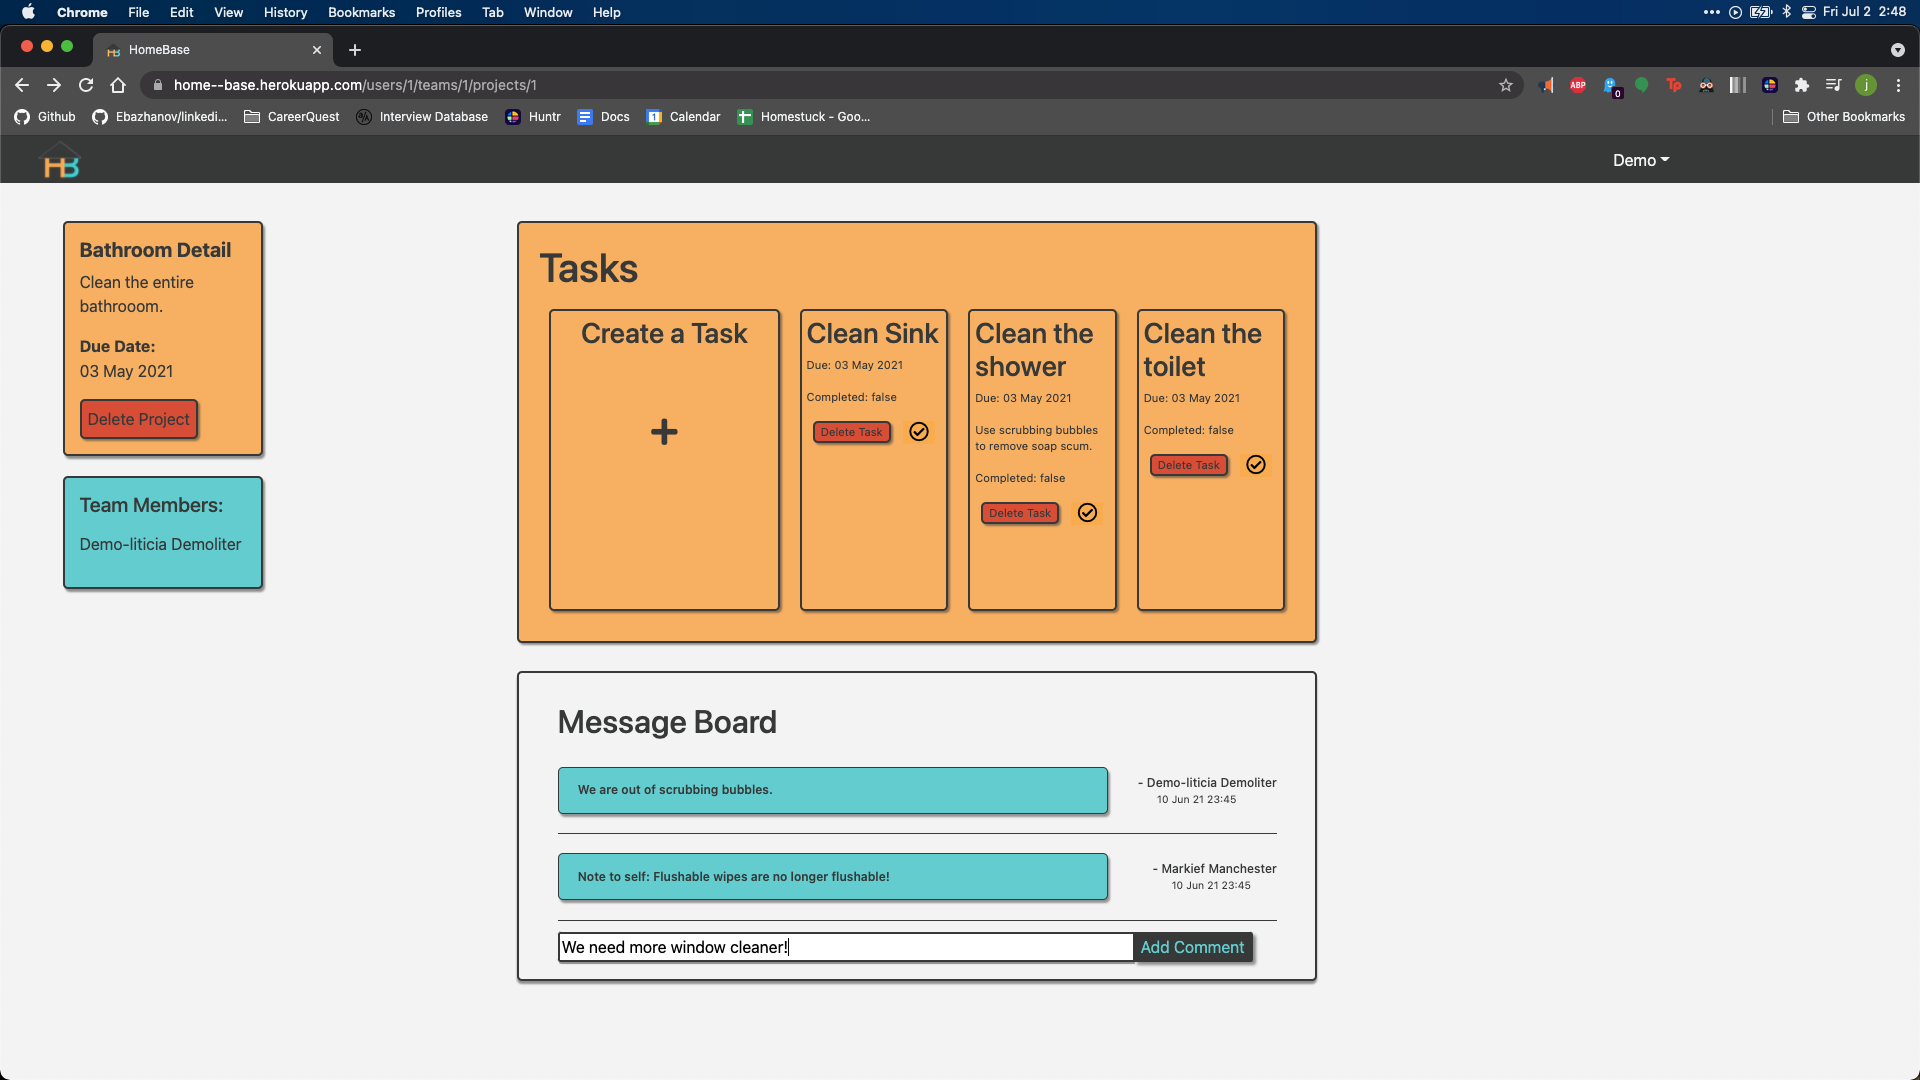 Chrome File Edit View History Bookmarks Profiles Tab Window Help
Fri Jul 2 2:48
HomeBase
home--base.herokuapp.com/users/1/teams/1/projects/1
ABP
0
Tp
j
Github
Ebazhanov/linkedi...
CareerQuest
Interview Database
Huntr
Docs
1
Calendar
Homestuck - Goo...
Other Bookmarks
HB
Demo
Bathroom Detail
Clean the entire
bathrooom.
Due Date:
03 May 2021
Delete Project
Team Members:
Demo-liticia Demoliter
Tasks
Create a Task
Clean Sink
Due: 03 May 2021
Completed: false
Delete Task
Clean the
shower
Due: 03 May 2021
Use scrubbing bubbles
to remove soap scum.
Completed: false
Delete Task
Clean the
toilet
Due: 03 May 2021
Completed: false
Delete Task
Message Board
We are out of scrubbing bubbles.
- Demo-liticia Demoliter
10 Jun 21 23:45
Note to self: Flushable wipes are no longer flushable!
- Markief Manchester
10 Jun 21 23:45
We need more window cleaner!
Add Comment